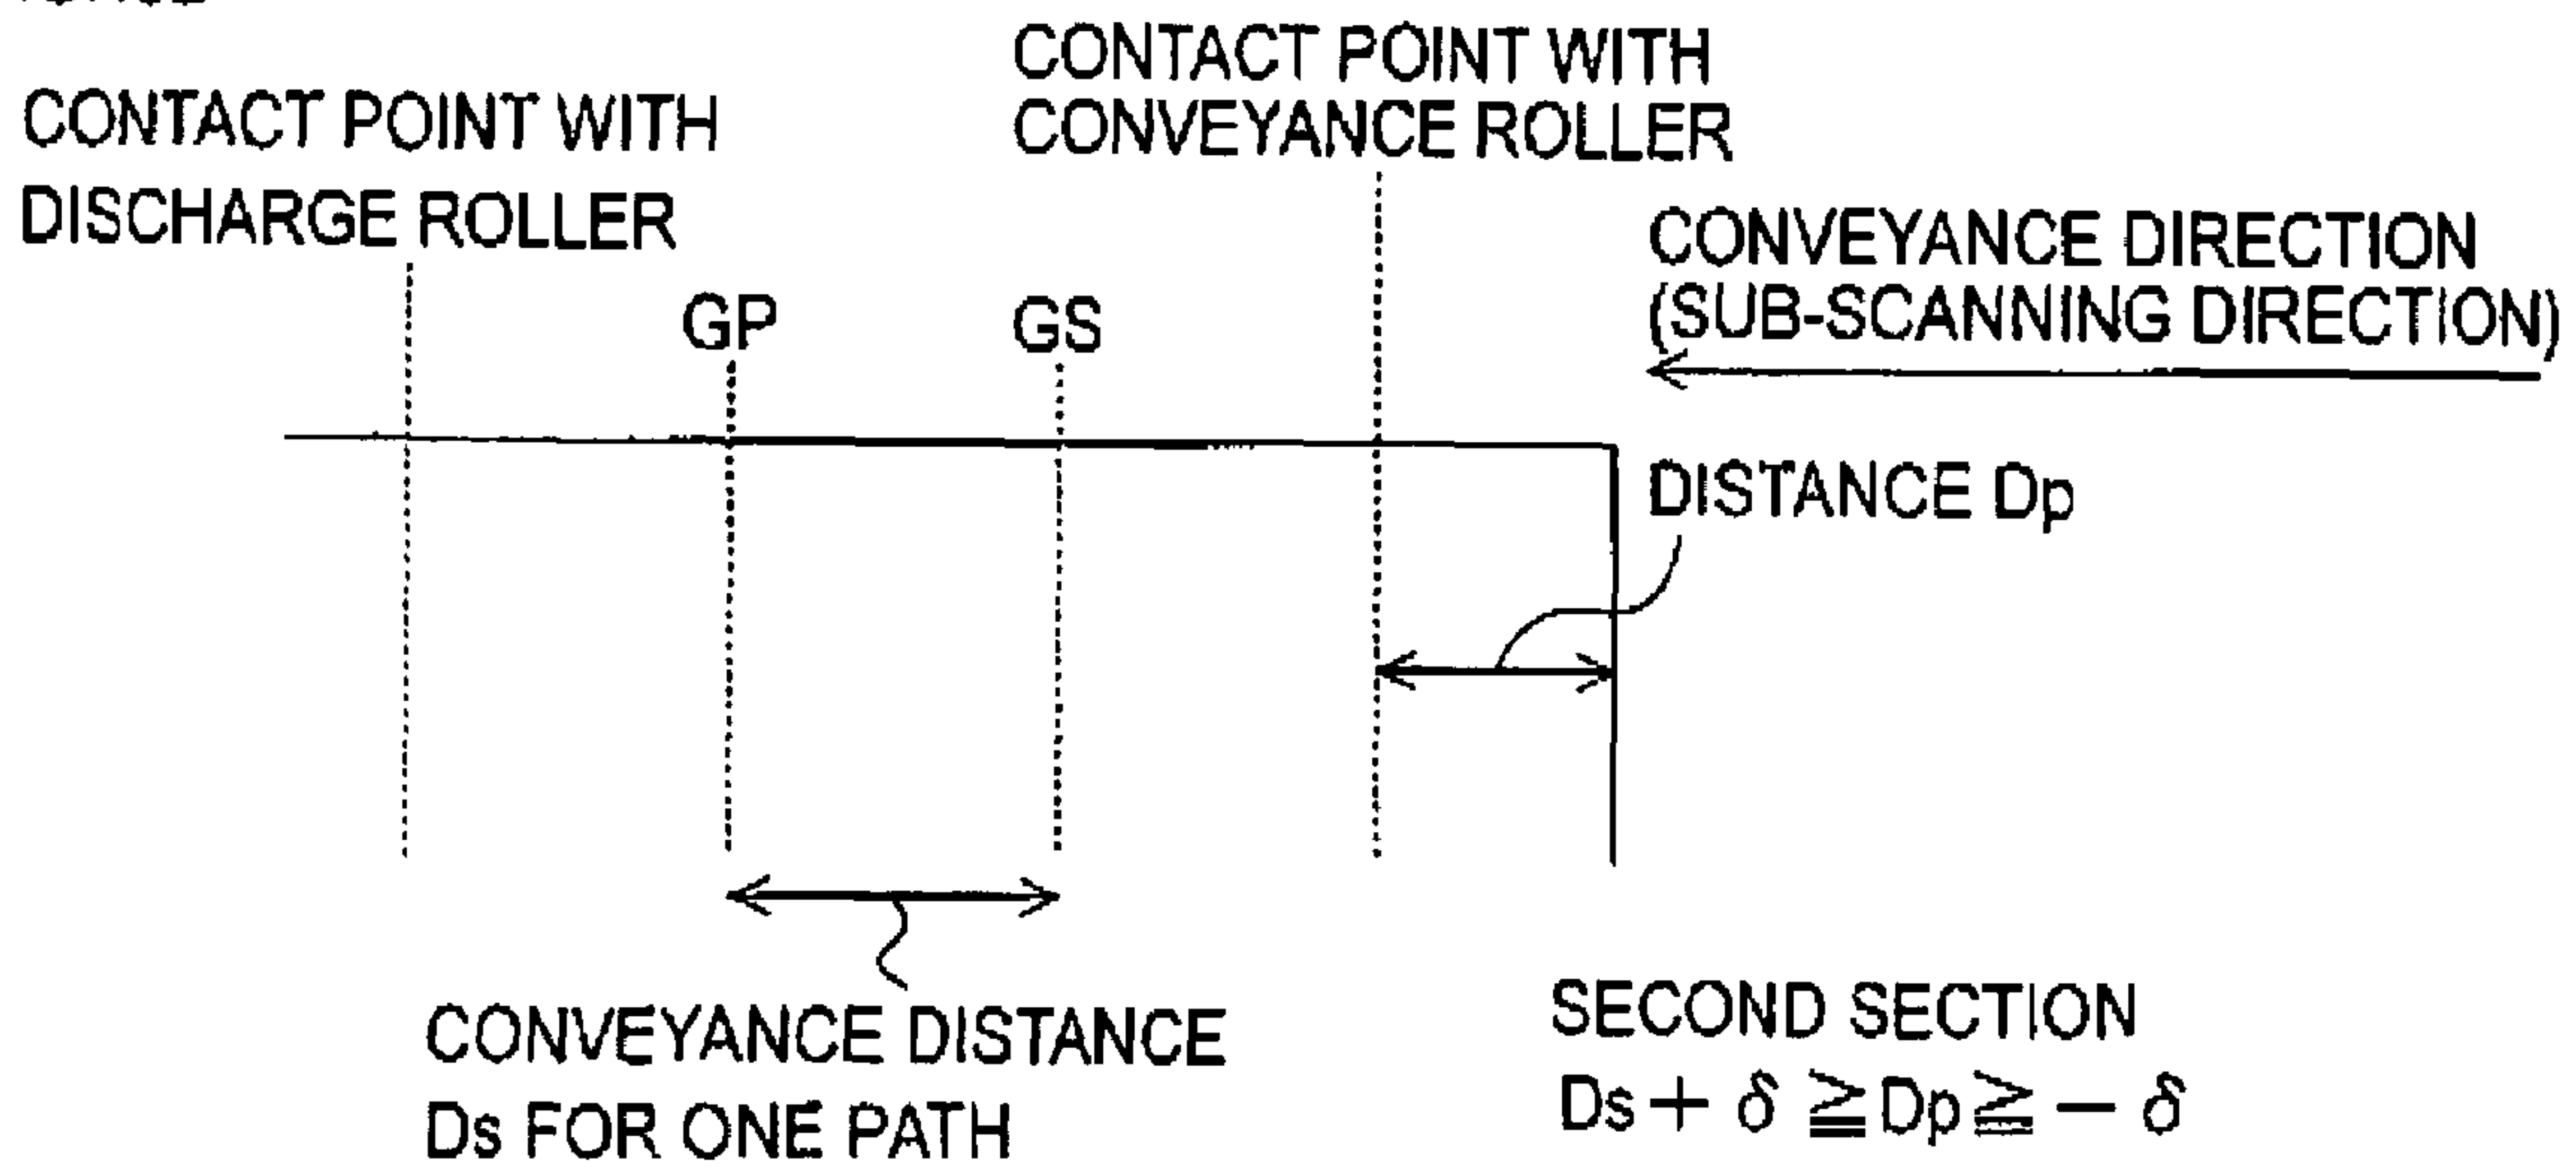 CONTACT POINT WITH
DISCHARGE ROLLER
CONTACT POINT WITH
CONVEYANCE ROLLER
CONVEYANCE DIRECTION
(SUB-SCANNING DIRECTION)
GP
GS
DISTANCE Dp
CONVEYANCE DISTANCE
Ds FOR ONE PATH
SECOND SECTION
Ds + δ ≧ Dp ≧ − δ